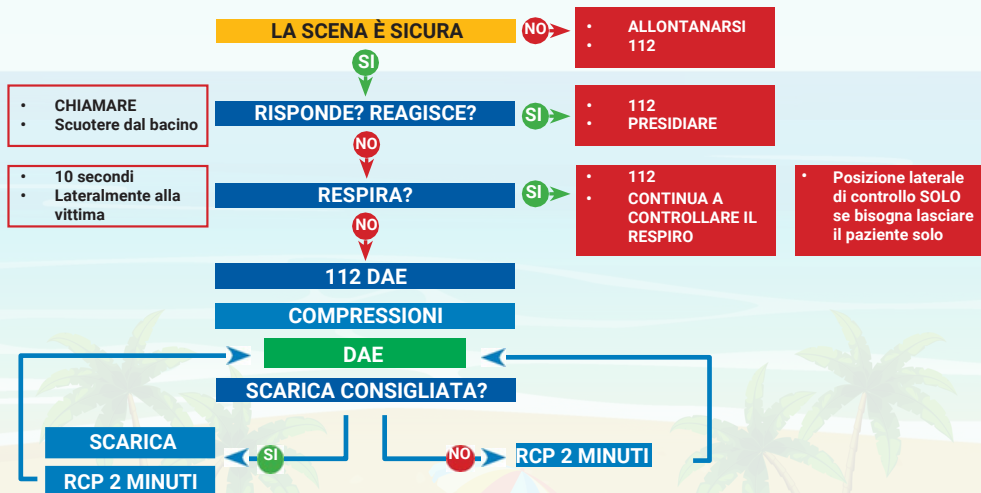 LA SCENA È SICURA
NO
• ALLONTANARSI
• 112
SI
• CHIAMARE
• Scuotere dal bacino
RISPONDE? REAGISCE?
SI
• 112
• PRESIDIARE
NO
• 10 secondi
• Lateralmente alla
vittima
RESPIRA?
SI
• 112
• CONTINUA A
CONTROLLARE IL
RESPIRO
• Posizione laterale
di controllo SOLO
se bisogna lasciare
il paziente solo
NO
112 DAE
COMPRESSIONI
DAE
SCARICA CONSIGLIATA?
SCARICA
SI
NO
RCP 2 MINUTI
RCP 2 MINUTI